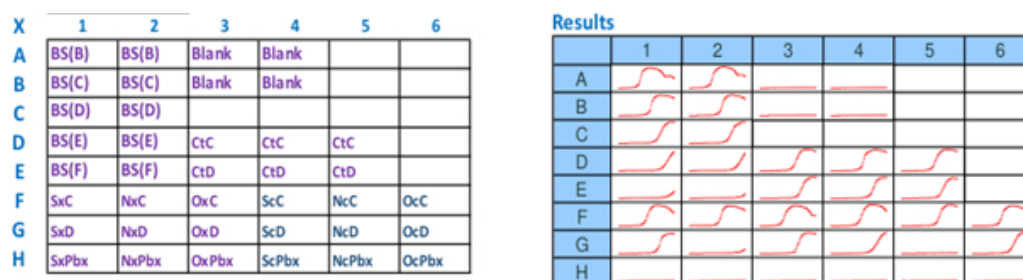 X 1 2 3 4 5 6
A BS(B) BS(B) Blank Blank
B BS(C) BS(C) Blank Blank
C BS(D) BS(D)
D BS(E) BS(E) CtC CtC CtC
E BS(F) BS(F) CtD CtD CtD
F SxC NxC OxC ScC NcC OcC
G SxD NxD OxD ScD NcD OcD
H SxPbx NxPbx OxPbx ScPbx NcPbx OcPbx
Results
1 2 3 4 5 6
A
B
C
D
E
F
G
H